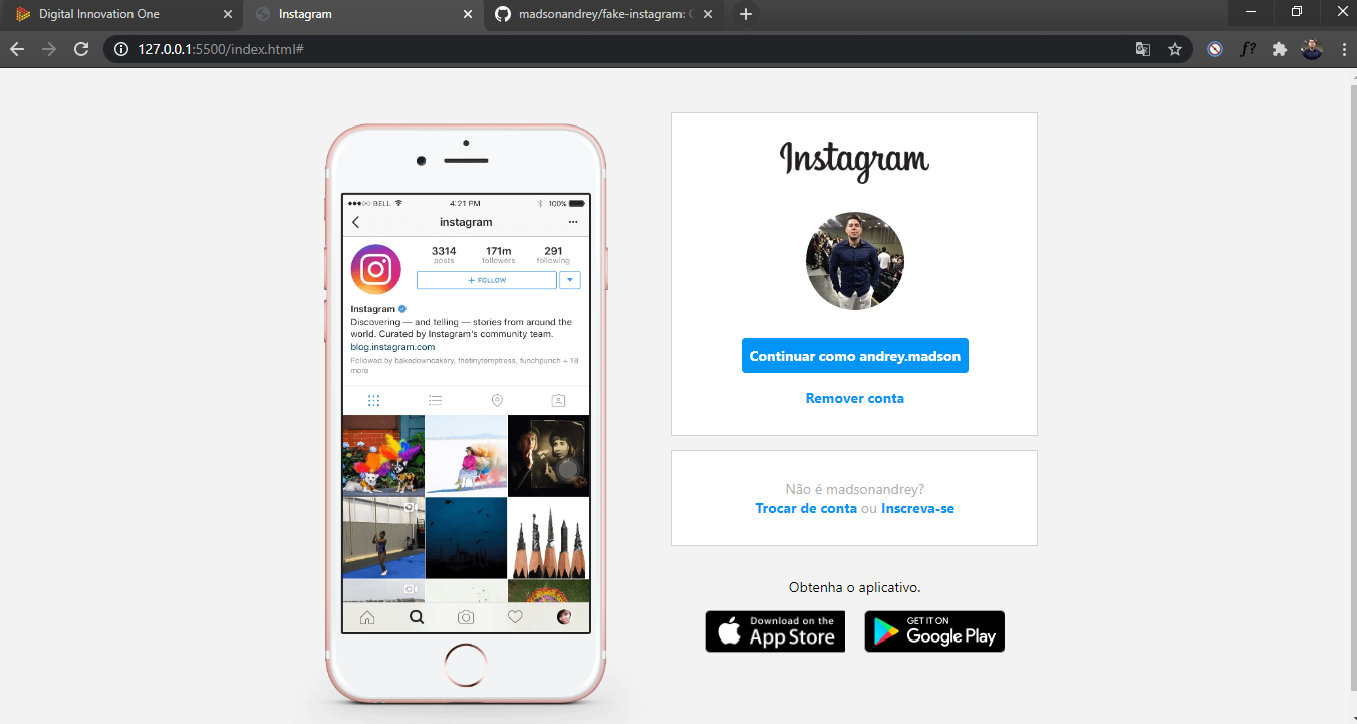 Digital Innovation One
Instagram
madsonandrey/fake-instagram: C
127.0.0.1:5500/index.html#
f?
BELL
4:21 PM
100%
instagram
3314
171m
291
posts
followers
following
+ FOLLOW
Instagram
Discovering — and telling — stories from around the
world. Curated by Instagram's community team.
blog.instagram.com
Followed by bakedowncakery, thetinytemptress, funchpunch + 18
more
Instagram
Continuar como andrey.madson
Remover conta
Não é madsonandrey?
Trocar de conta ou Inscreva-se
Obtenha o aplicativo.
Download on the
App Store
GET IT ON
Google Play